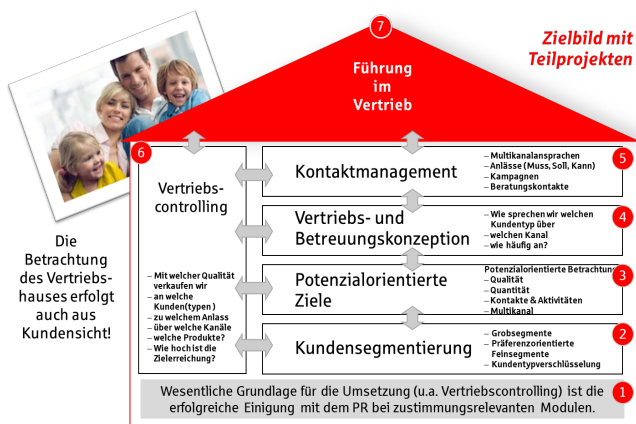 7
Zielbild mit
Teilprojekten
Führung
im
Vertrieb
6
Vertriebs-
controlling
– Mit welcher Qualität
verkaufen wir
– an welche
Kunden(typen)
– zu welchem Anlass
– über welche Kanäle
– welche Produkte?
– Wie hoch ist die
Zielerreichung?
5
Kontaktmanagement
– Multikanalansprachen
– Anlässe (Muss, Soll, Kann)
– Kampagnen
– Beratungskontakte
4
Vertriebs- und
Betreuungskonzeption
– Wie sprechen wir welchen
Kundentyp über
– welchen Kanal
– wie häufig an?
3
Potenzialorientierte
Ziele
Potenzialorientierte Betrachtung
– Qualität
– Quantität
– Kontakte & Aktivitäten
– Multikanal
2
Kundensegmentierung
– Grobsegmente
– Präferenzorientierte
Feinsegmente
– Kundentypverschlüsselung
1
Wesentliche Grundlage für die Umsetzung (u.a. Vertriebscontrolling) ist die
erfolgreiche Einigung mit dem PR bei zustimmungsrelevanten Modulen.
Die
Betrachtung
des Vertriebs-
hauses erfolgt
auch aus
Kundensicht!